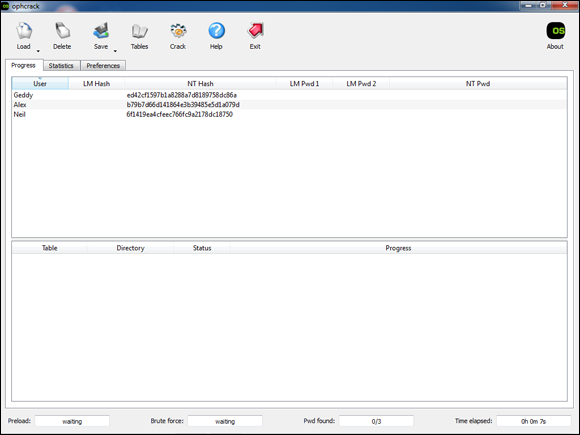 ophcrack
Load Delete Save Tables Crack Help Exit OS About
Progress Statistics Preferences
User LM Hash NT Hash LM Pwd 1 LM Pwd 2 NT Pwd
Geddy ed42cf1597b1a8288a7d8189758dc86a
Alex b79b7d66d141864e3b39485e5d1a079d
Neil 6f1419ea4cfeec766fc9a2178dc18750
Table Directory Status Progress
Preload: waiting Brute force: waiting Pwd found: 0/3 Time elapsed: 0h 0m 7s